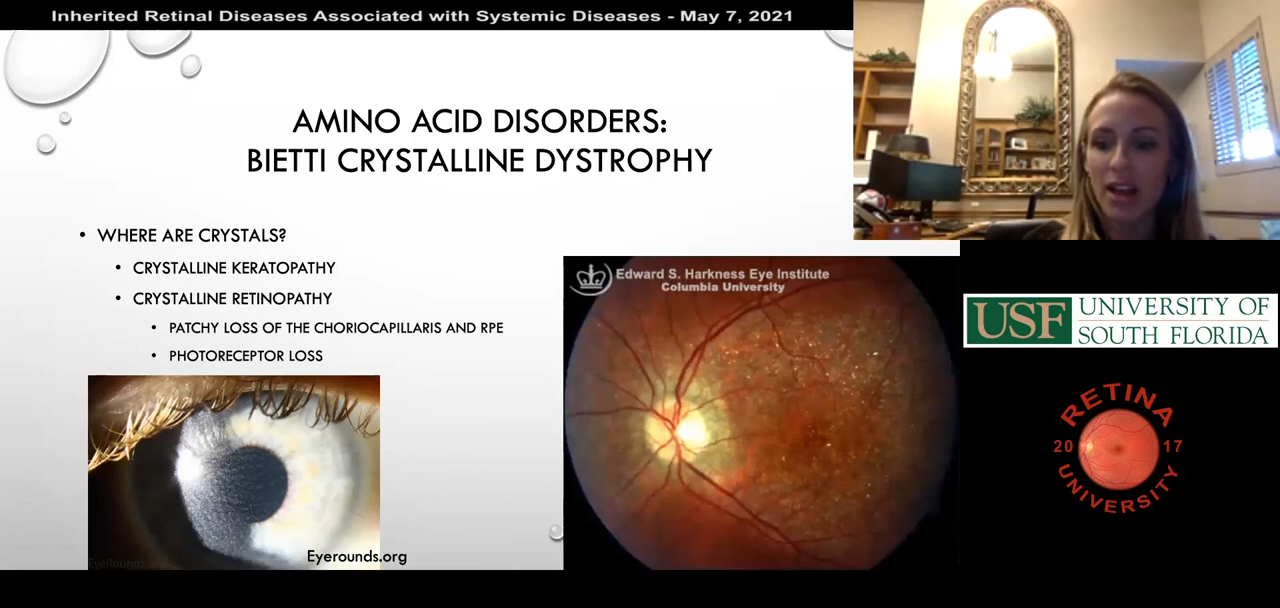 Inherited Retinal Diseases Associated with Systemic Diseases - May 7, 2021
AMINO ACID DISORDERS:
BIETTI CRYSTALLINE DYSTROPHY
• WHERE ARE CRYSTALS?
• CRYSTALLINE KERATOPATHY
• CRYSTALLINE RETINOPATHY
• PATCHY LOSS OF THE CHORIOCAPILLARIS AND RPE
• PHOTORECEPTOR LOSS
EyeRounds.org
Eyerounds.org
Edward S. Harkness Eye Institute
Columbia University
USF
UNIVERSITY OF
SOUTH FLORIDA
RETINA
20 17
UNIVERSITY